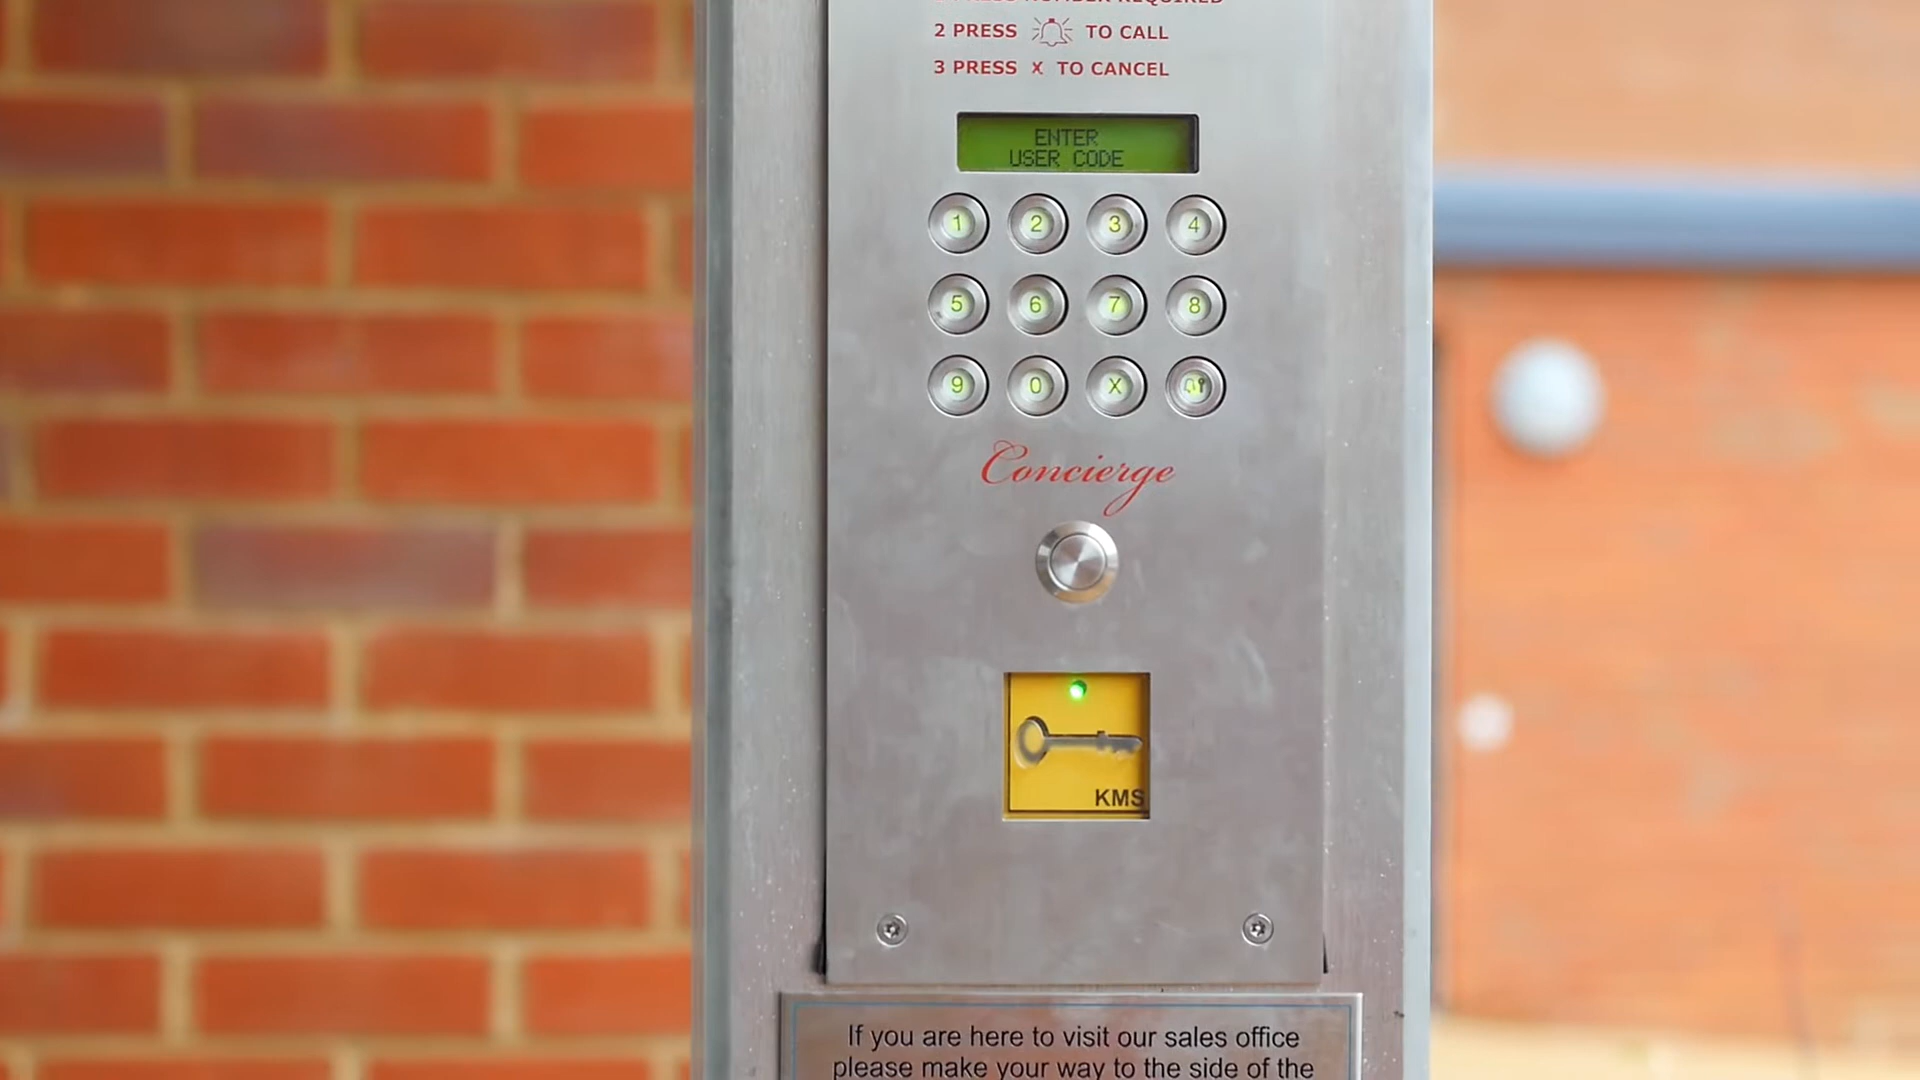 2 PRESS TO CALL
3 PRESS X TO CANCEL
ENTER
USER CODE
1 2 3 4
5 6 7 8
9 0 X
Concierge
KMS
If you are here to visit our sales office
please make your way to the side of the